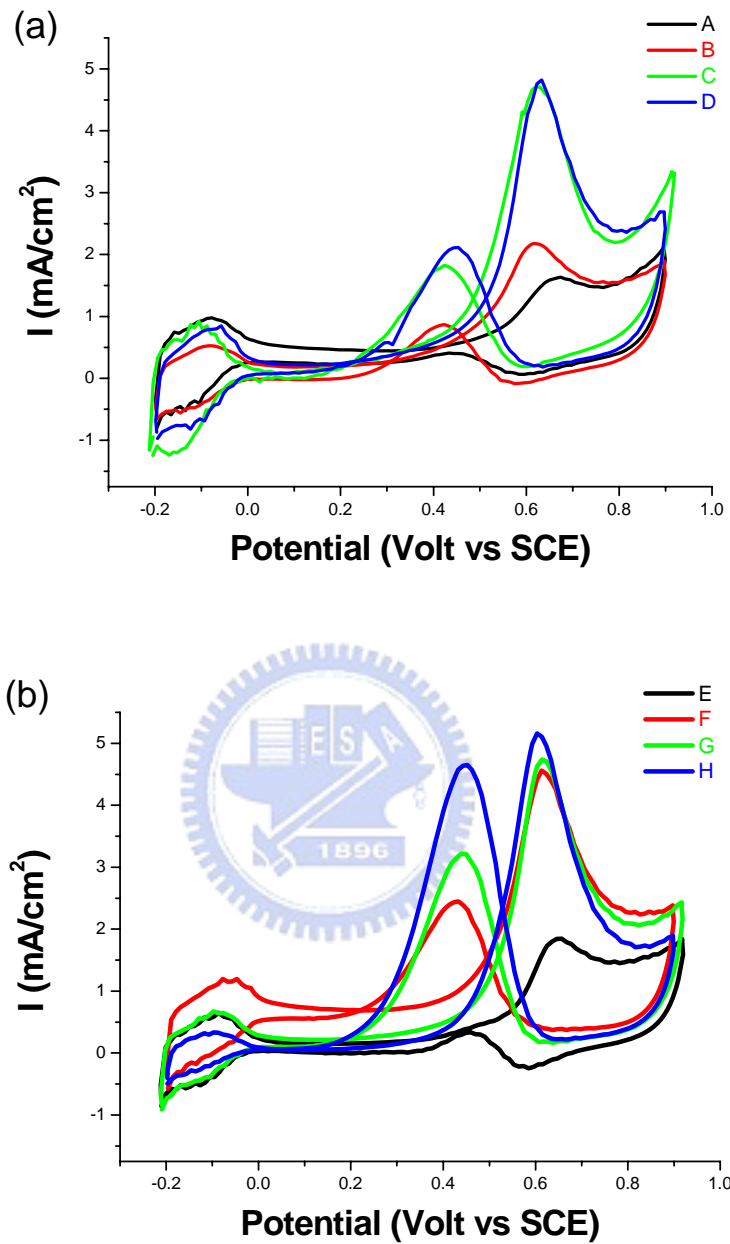 (a)
A
B
C
D
5
4
3
2
1
0
-1
I (mA/cm²)
-0.2 0.0 0.2 0.4 0.6 0.8 1.0
Potential (Volt vs SCE)
(b)
E
F
G
H
5
4
3
2
1
0
-1
I (mA/cm²)
E S A
1896
-0.2 0.0 0.2 0.4 0.6 0.8 1.0
Potential (Volt vs SCE)